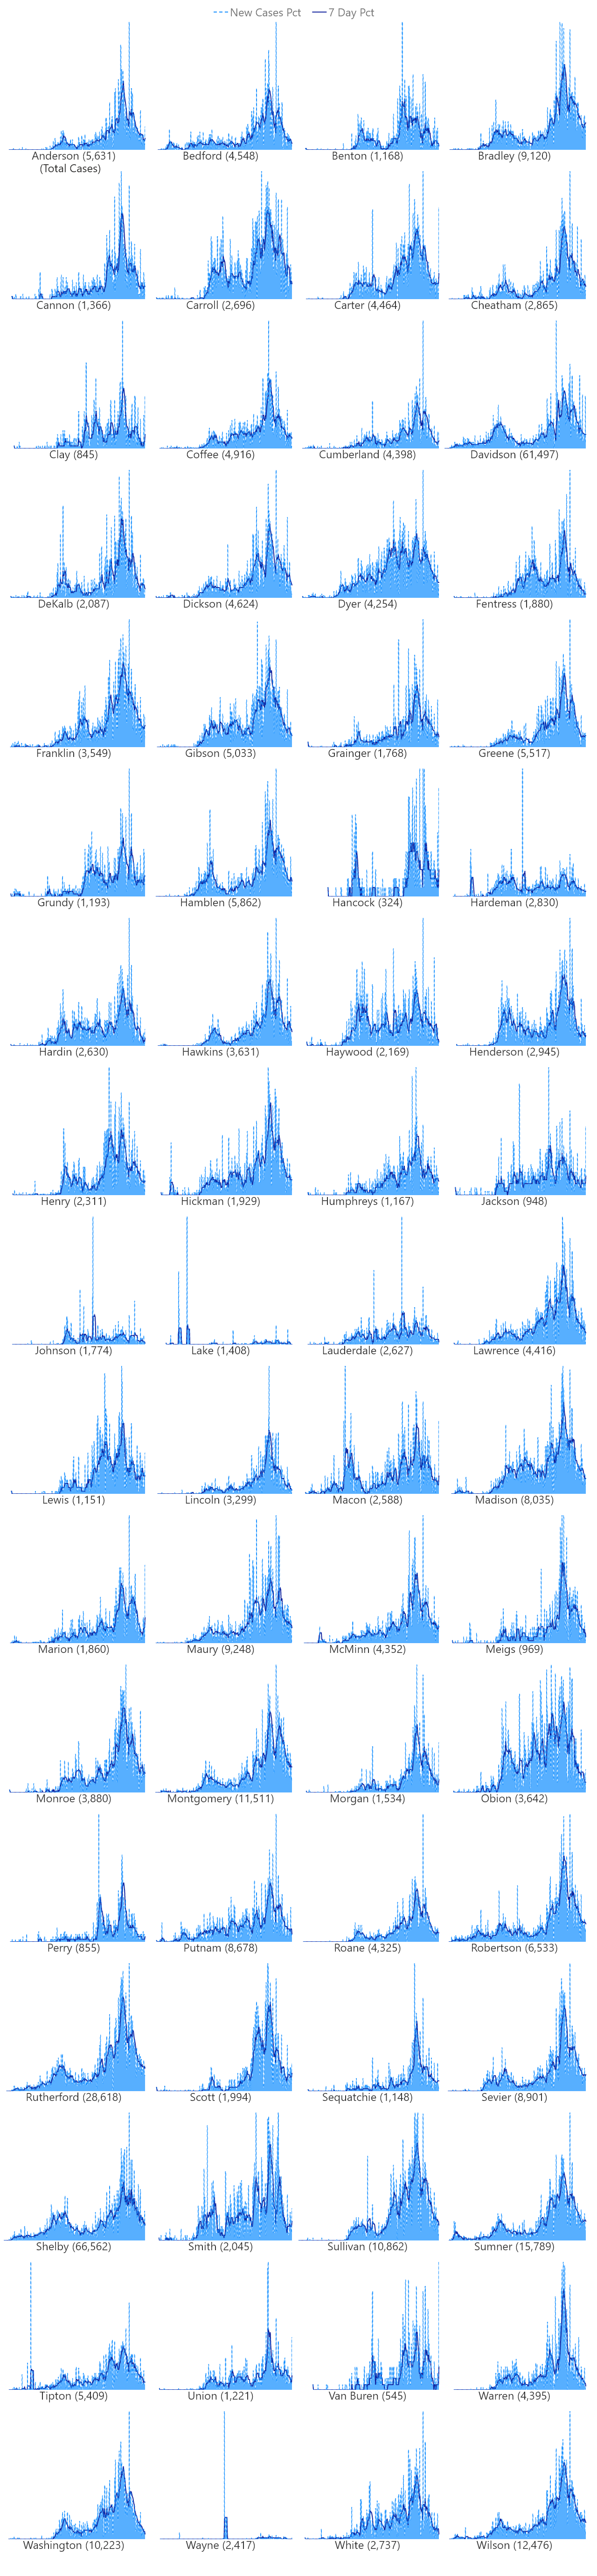 New Cases Pct 7 Day Pct
Anderson (5,631) Bedford (4,548) Benton (1,168) Bradley (9,120)
(Total Cases)
Cannon (1,366) Carroll (2,696) Carter (4,464) Cheatham (2,865)
Clay (845) Coffee (4,916) Cumberland (4,398) Davidson (61,497)
DeKalb (2,087) Dickson (4,624) Dyer (4,254) Fentress (1,880)
Franklin (3,549) Gibson (5,033) Grainger (1,768) Greene (5,517)
Grundy (1,193) Hamblen (5,862) Hancock (324) Hardeman (2,830)
Hardin (2,630) Hawkins (3,631) Haywood (2,169) Henderson (2,945)
Henry (2,311) Hickman (1,929) Humphreys (1,167) Jackson (948)
Johnson (1,774) Lake (1,408) Lauderdale (2,627) Lawrence (4,416)
Lewis (1,151) Lincoln (3,299) Macon (2,588) Madison (8,035)
Marion (1,860) Maury (9,248) McMinn (4,352) Meigs (969)
Monroe (3,880) Montgomery (11,511) Morgan (1,534) Obion (3,642)
Perry (855) Putnam (8,678) Roane (4,325) Robertson (6,533)
Rutherford (28,618) Scott (1,994) Sequatchie (1,148) Sevier (8,901)
Shelby (66,562) Smith (2,045) Sullivan (10,862) Sumner (15,789)
Tipton (5,409) Union (1,221) Van Buren (545) Warren (4,395)
Washington (10,223) Wayne (2,417) White (2,737) Wilson (12,476)